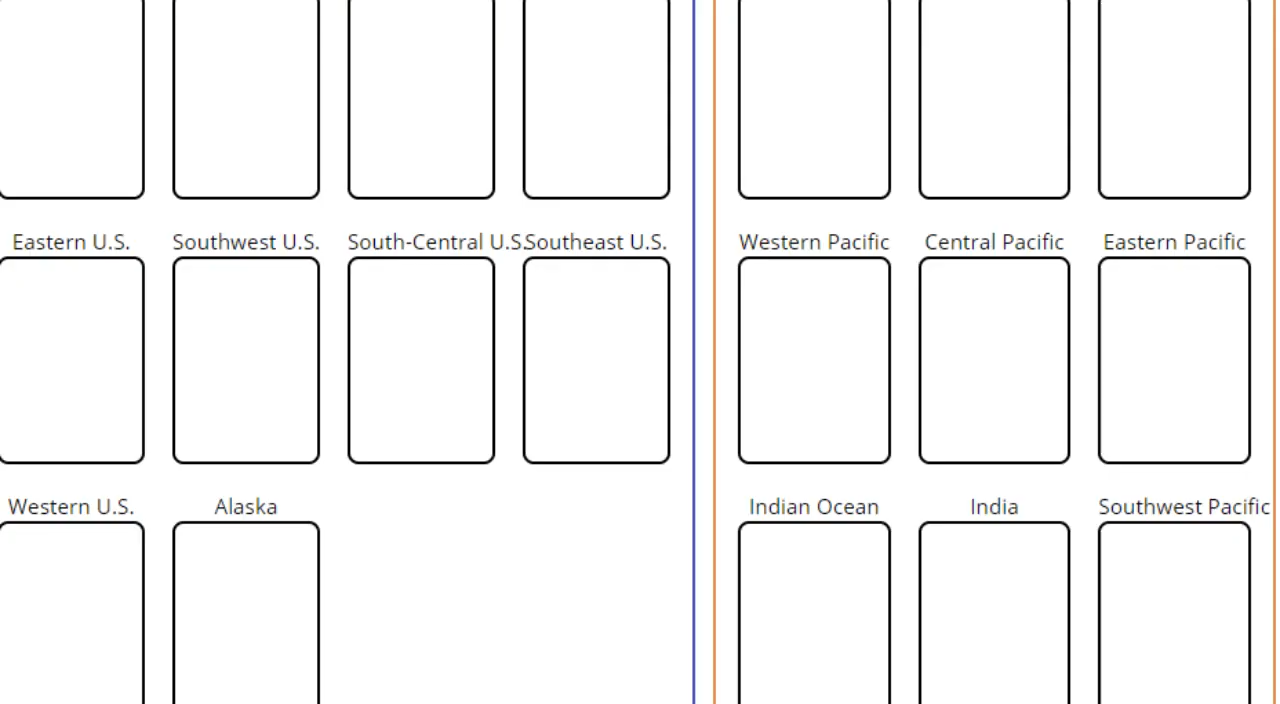 Eastern U.S. Southwest U.S. South-Central U.S. Southeast U.S. Western Pacific Central Pacific Eastern Pacific
Western U.S. Alaska Indian Ocean India Southwest Pacific